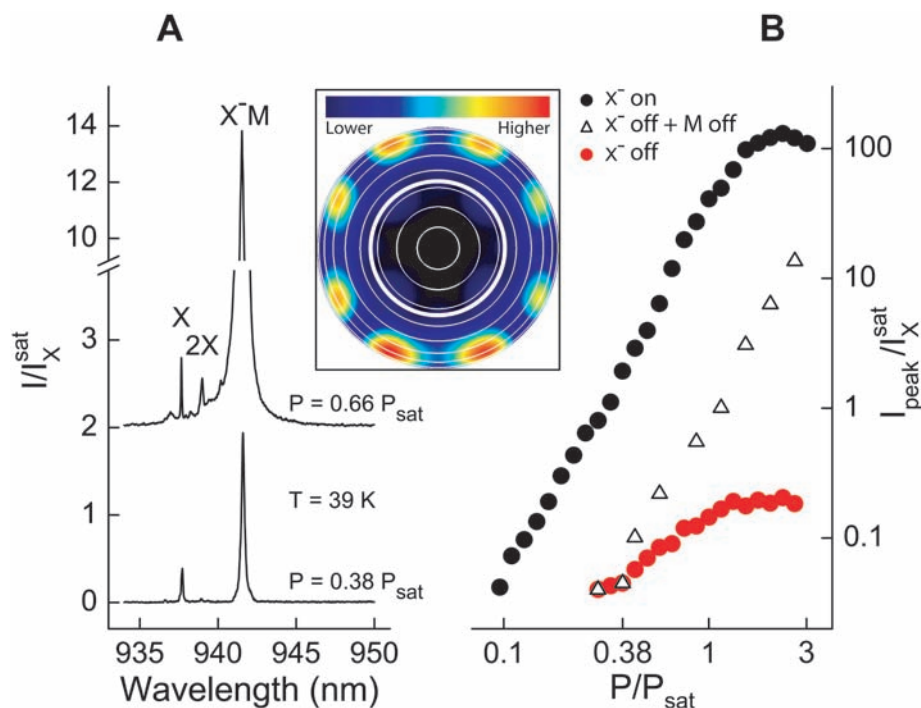 A
B
X⁻M
14
12
10
3
2
1
0
I/I_X^sat
X
2X
P = 0.66 P_sat
T = 39 K
P = 0.38 P_sat
935 940 945 950
Wavelength (nm)
Lower Higher
X⁻ on
X⁻ off + M off
X⁻ off
100
10
1
0.1
I_peak/I_X^sat
0.1 0.38 1 3
P/P_sat